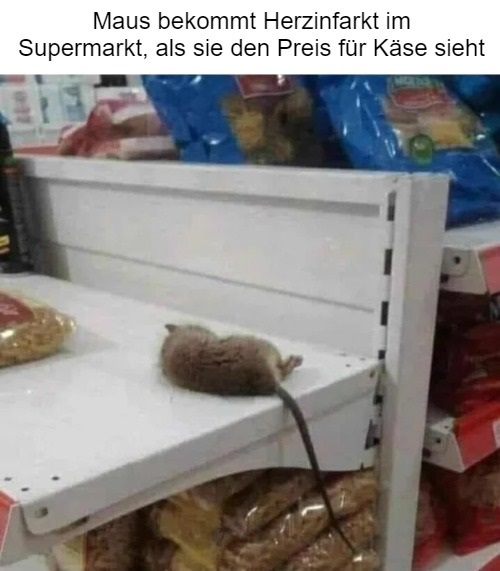 Maus bekommt Herzinfarkt im
Supermarkt, als sie den Preis für Käse sieht